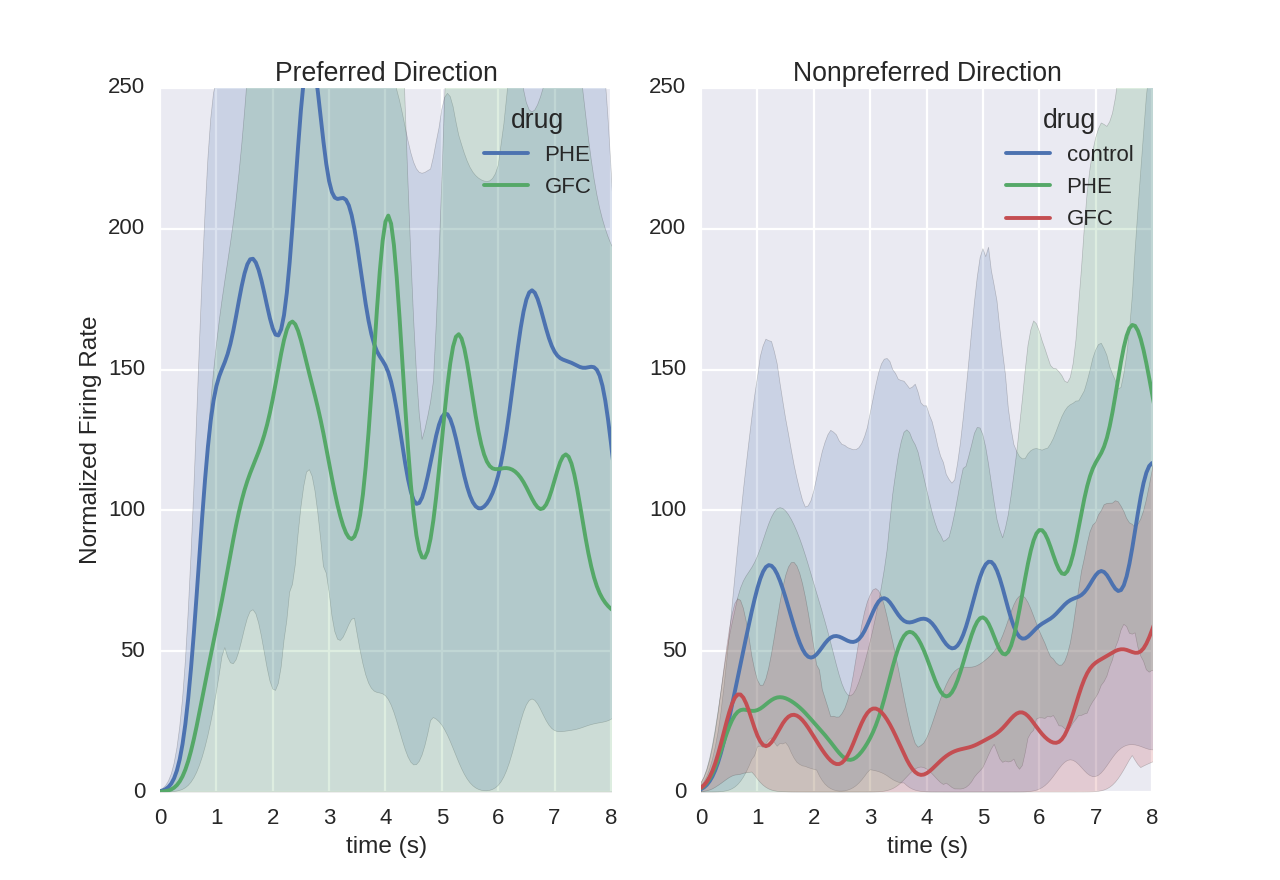 Preferred Direction
Normalized Firing Rate
250
200
150
100
50
0
0 1 2 3 4 5 6 7 8
time (s)
drug
PHE
GFC
Nonpreferred Direction
250
200
150
100
50
0
0 1 2 3 4 5 6 7 8
time (s)
drug
control
PHE
GFC